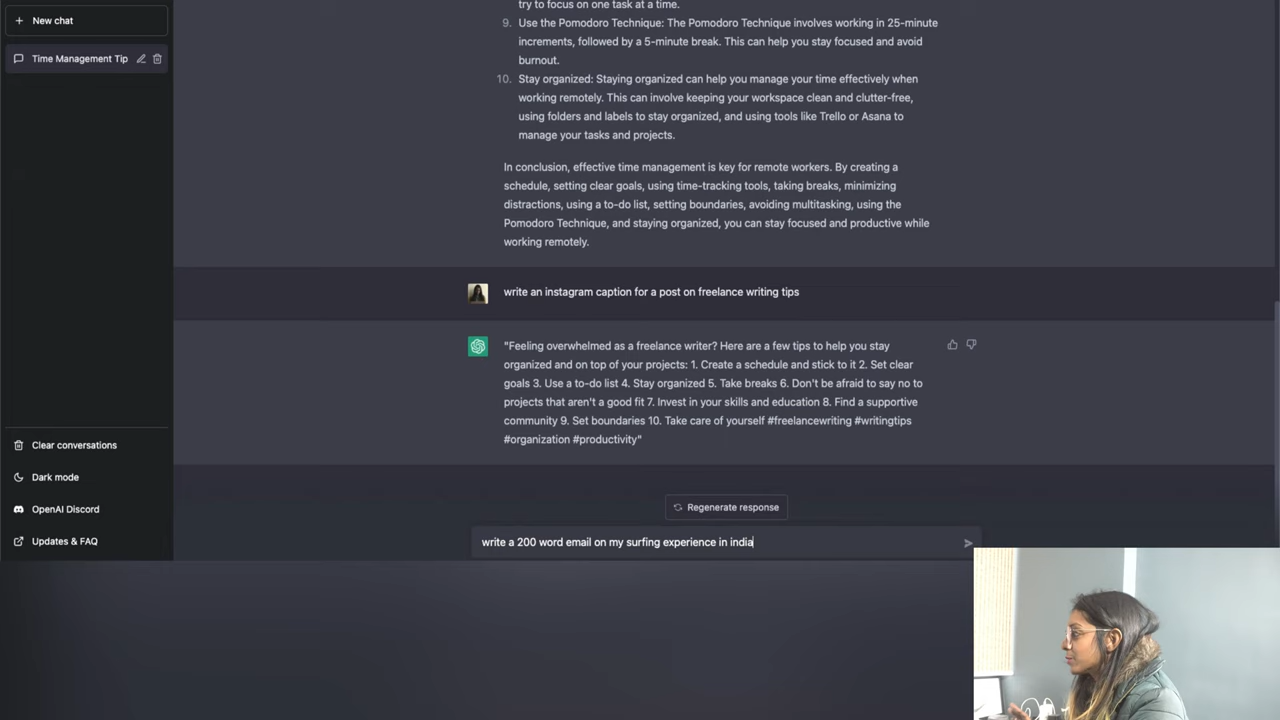 New chat
Time Management Tip
Clear conversations
Dark mode
OpenAI Discord
Updates & FAQ
try to focus on one task at a time.
9. Use the Pomodoro Technique: The Pomodoro Technique involves working in 25-minute
increments, followed by a 5-minute break. This can help you stay focused and avoid
burnout.
10. Stay organized: Staying organized can help you manage your time effectively when
working remotely. This can involve keeping your workspace clean and clutter-free,
using folders and labels to stay organized, and using tools like Trello or Asana to
manage your tasks and projects.
In conclusion, effective time management is key for remote workers. By creating a
schedule, setting clear goals, using time-tracking tools, taking breaks, minimizing
distractions, using a to-do list, setting boundaries, avoiding multitasking, using the
Pomodoro Technique, and staying organized, you can stay focused and productive while
working remotely.
write an instagram caption for a post on freelance writing tips
"Feeling overwhelmed as a freelance writer? Here are a few tips to help you stay
organized and on top of your projects: 1. Create a schedule and stick to it 2. Set clear
goals 3. Use a to-do list 4. Stay organized 5. Take breaks 6. Don't be afraid to say no to
projects that aren't a good fit 7. Invest in your skills and education 8. Find a supportive
community 9. Set boundaries 10. Take care of yourself #freelancewriting #writingtips
#organization #productivity"
Regenerate response
write a 200 word email on my surfing experience in india